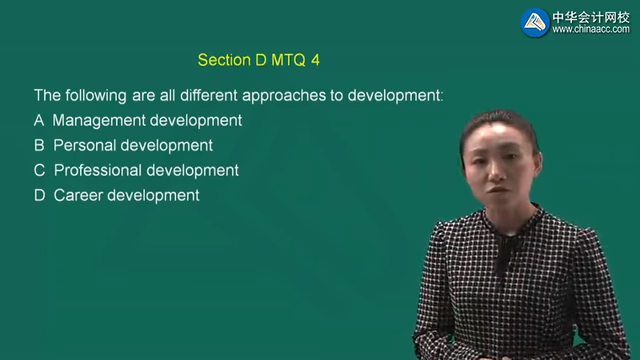 中华会计网校
www.chinaacc.com
Section D MTQ 4
The following are all different approaches to development:
A Management development
B Personal development
C Professional development
D Career development